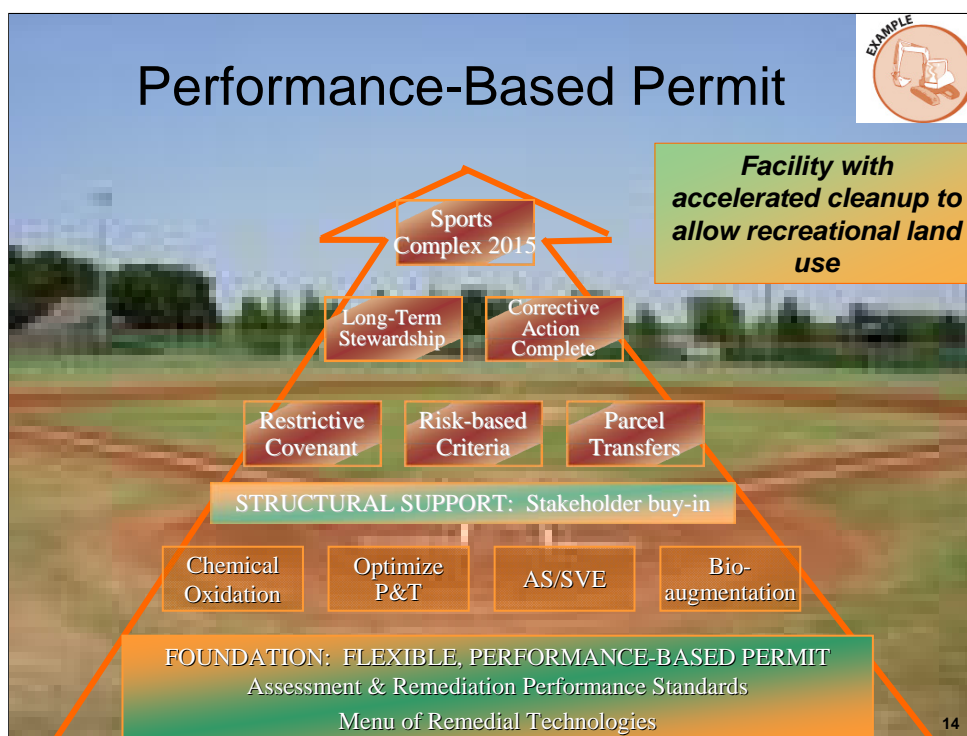 EXAMPLE
Performance-Based Permit
Facility with
accelerated cleanup to
allow recreational land
use
Sports
Complex 2015
Long-Term
Stewardship
Corrective
Action
Complete
Restrictive
Covenant
Risk-based
Criteria
Parcel
Transfers
STRUCTURAL SUPPORT: Stakeholder buy-in
Chemical
Oxidation
Optimize
P&T
AS/SVE
Bio-
augmentation
FOUNDATION: FLEXIBLE, PERFORMANCE-BASED PERMIT
Assessment & Remediation Performance Standards
Menu of Remedial Technologies
14